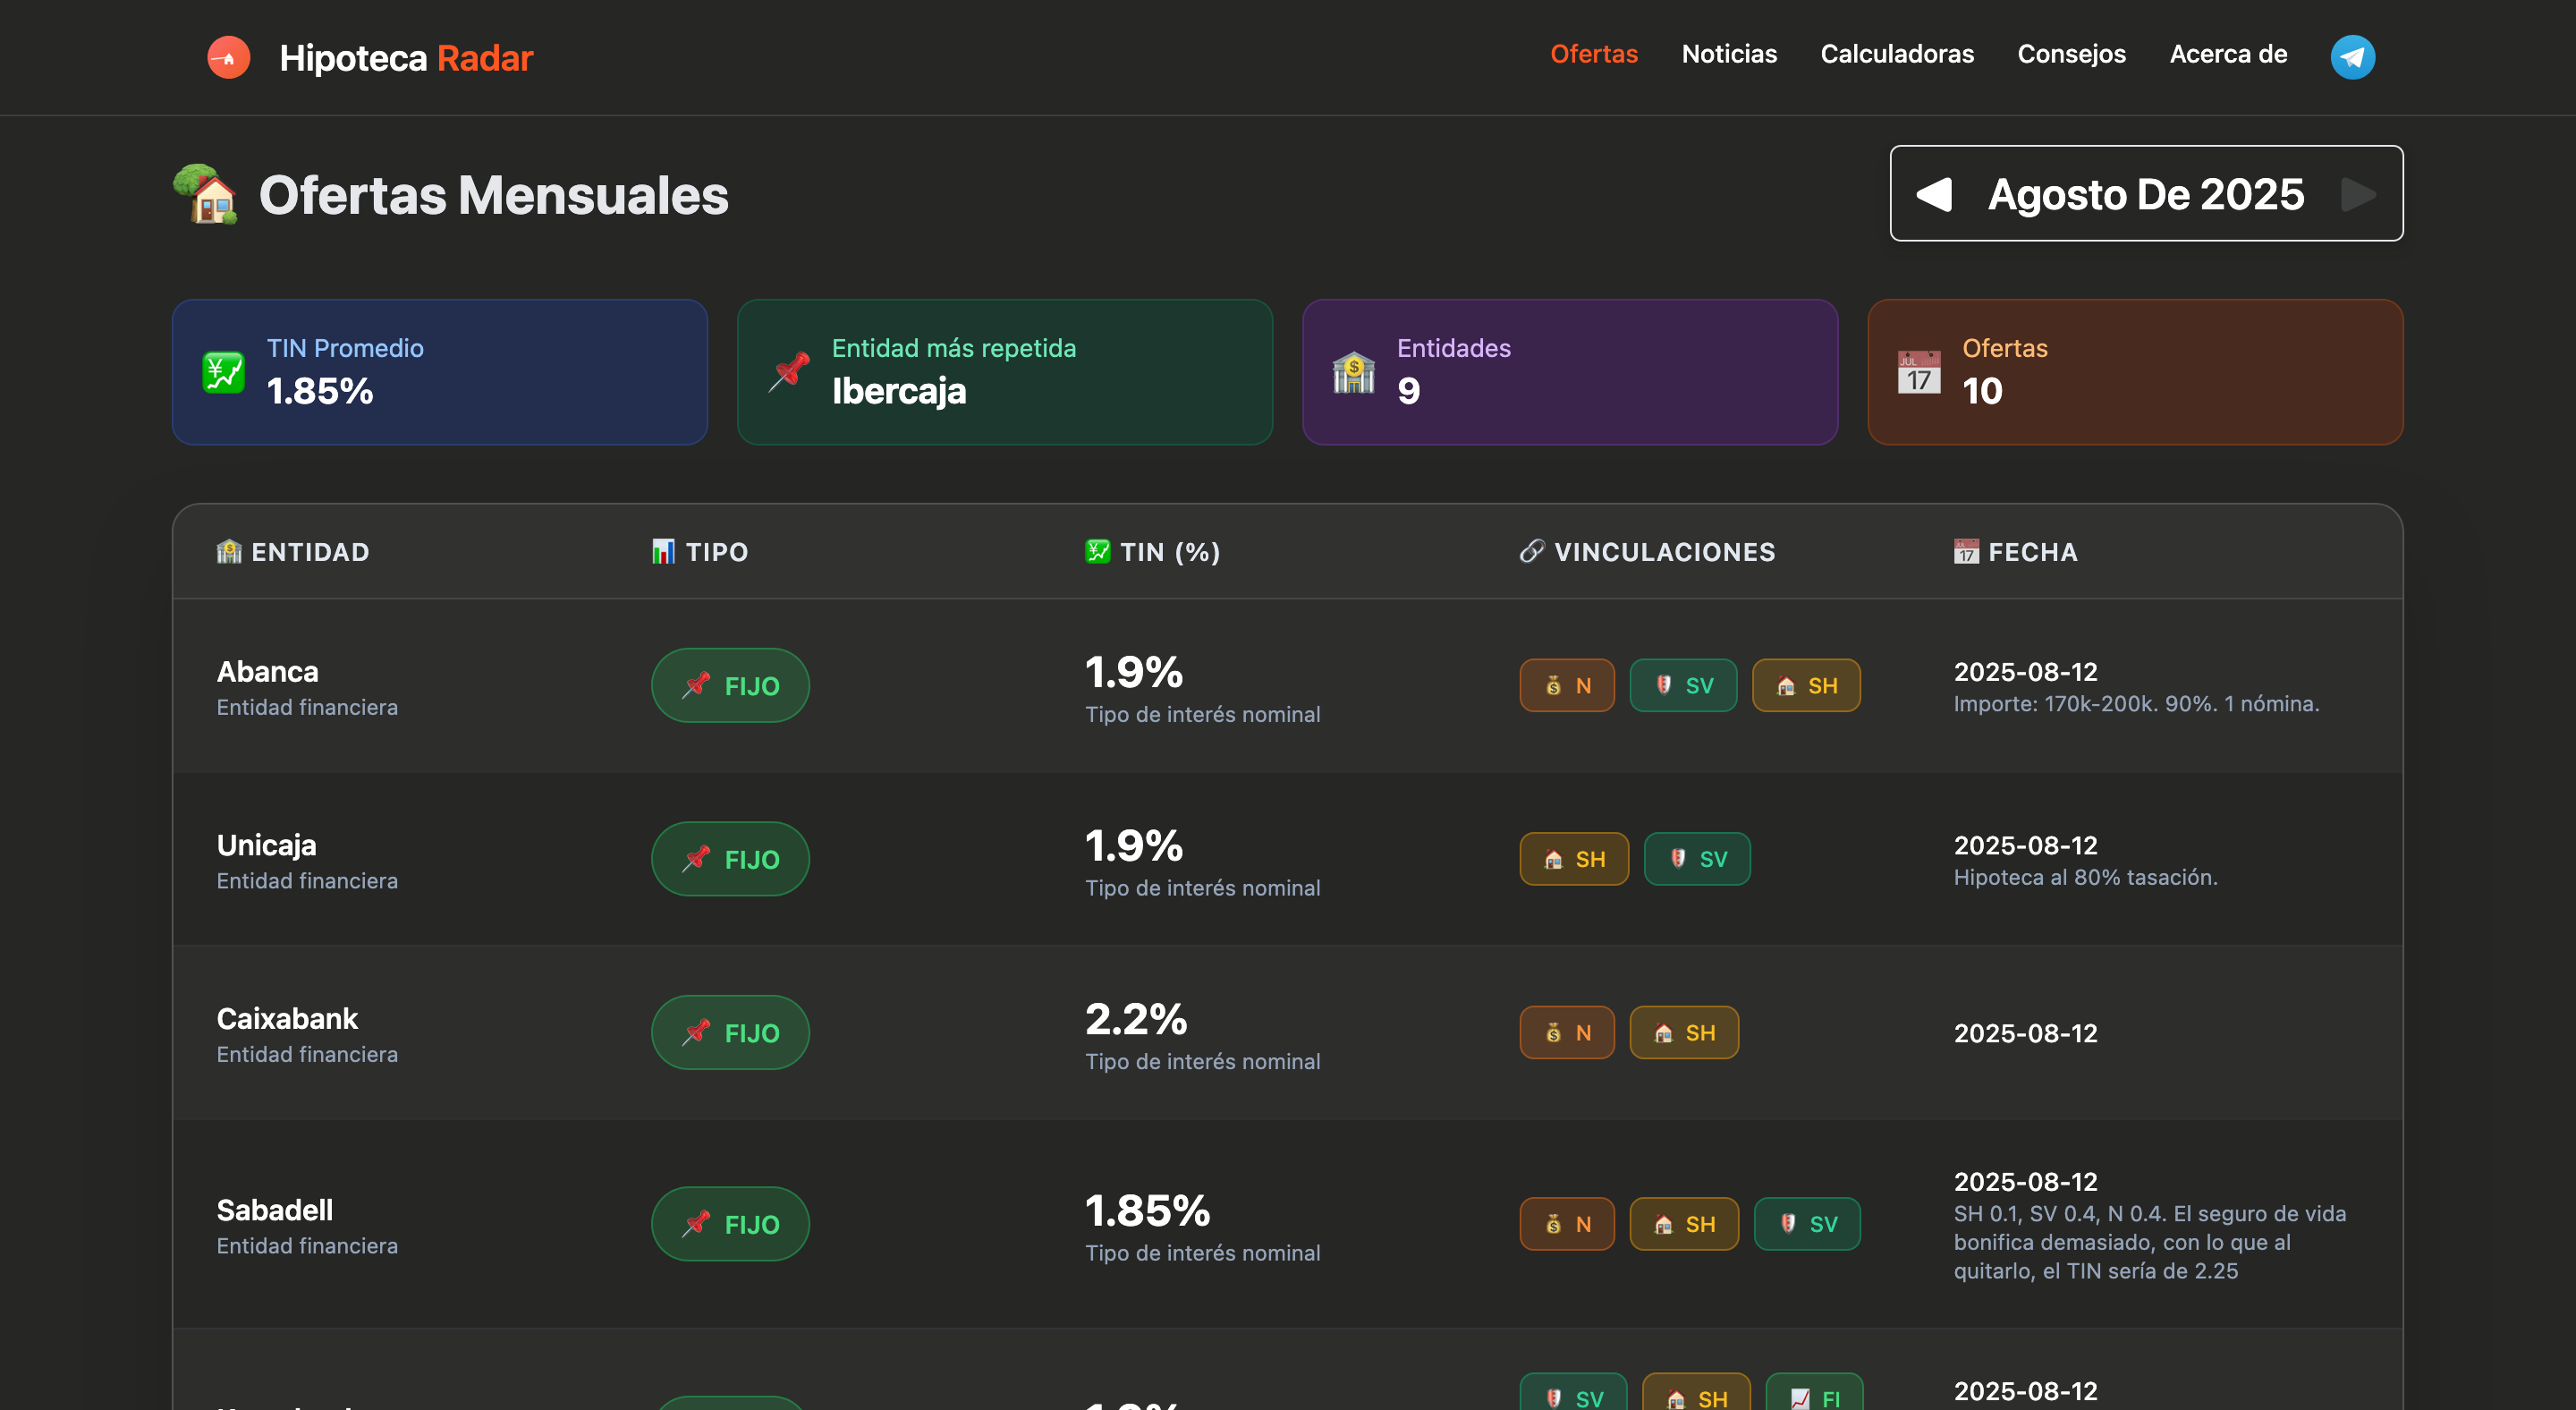 Hipoteca Radar
Ofertas Noticias Calculadoras Consejos Acerca de
Ofertas Mensuales
Agosto De 2025
TIN Promedio
1.85%
Entidad más repetida
Ibercaja
Entidades
9
JUL
17
Ofertas
10
ENTIDAD TIPO TIN (%) VINCULACIONES 17 FECHA
Abanca
Entidad financiera
FIJO
1.9%
Tipo de interés nominal
N SV SH
2025-08-12
Importe: 170k-200k. 90%. 1 nómina.
Unicaja
Entidad financiera
FIJO
1.9%
Tipo de interés nominal
SH SV
2025-08-12
Hipoteca al 80% tasación.
Caixabank
Entidad financiera
FIJO
2.2%
Tipo de interés nominal
N SH
2025-08-12
Sabadell
Entidad financiera
FIJO
1.85%
Tipo de interés nominal
N SH SV
2025-08-12
SH 0.1, SV 0.4, N 0.4. El seguro de vida
bonifica demasiado, con lo que al
quitarlo, el TIN sería de 2.25
SV SH FI
2025-08-12